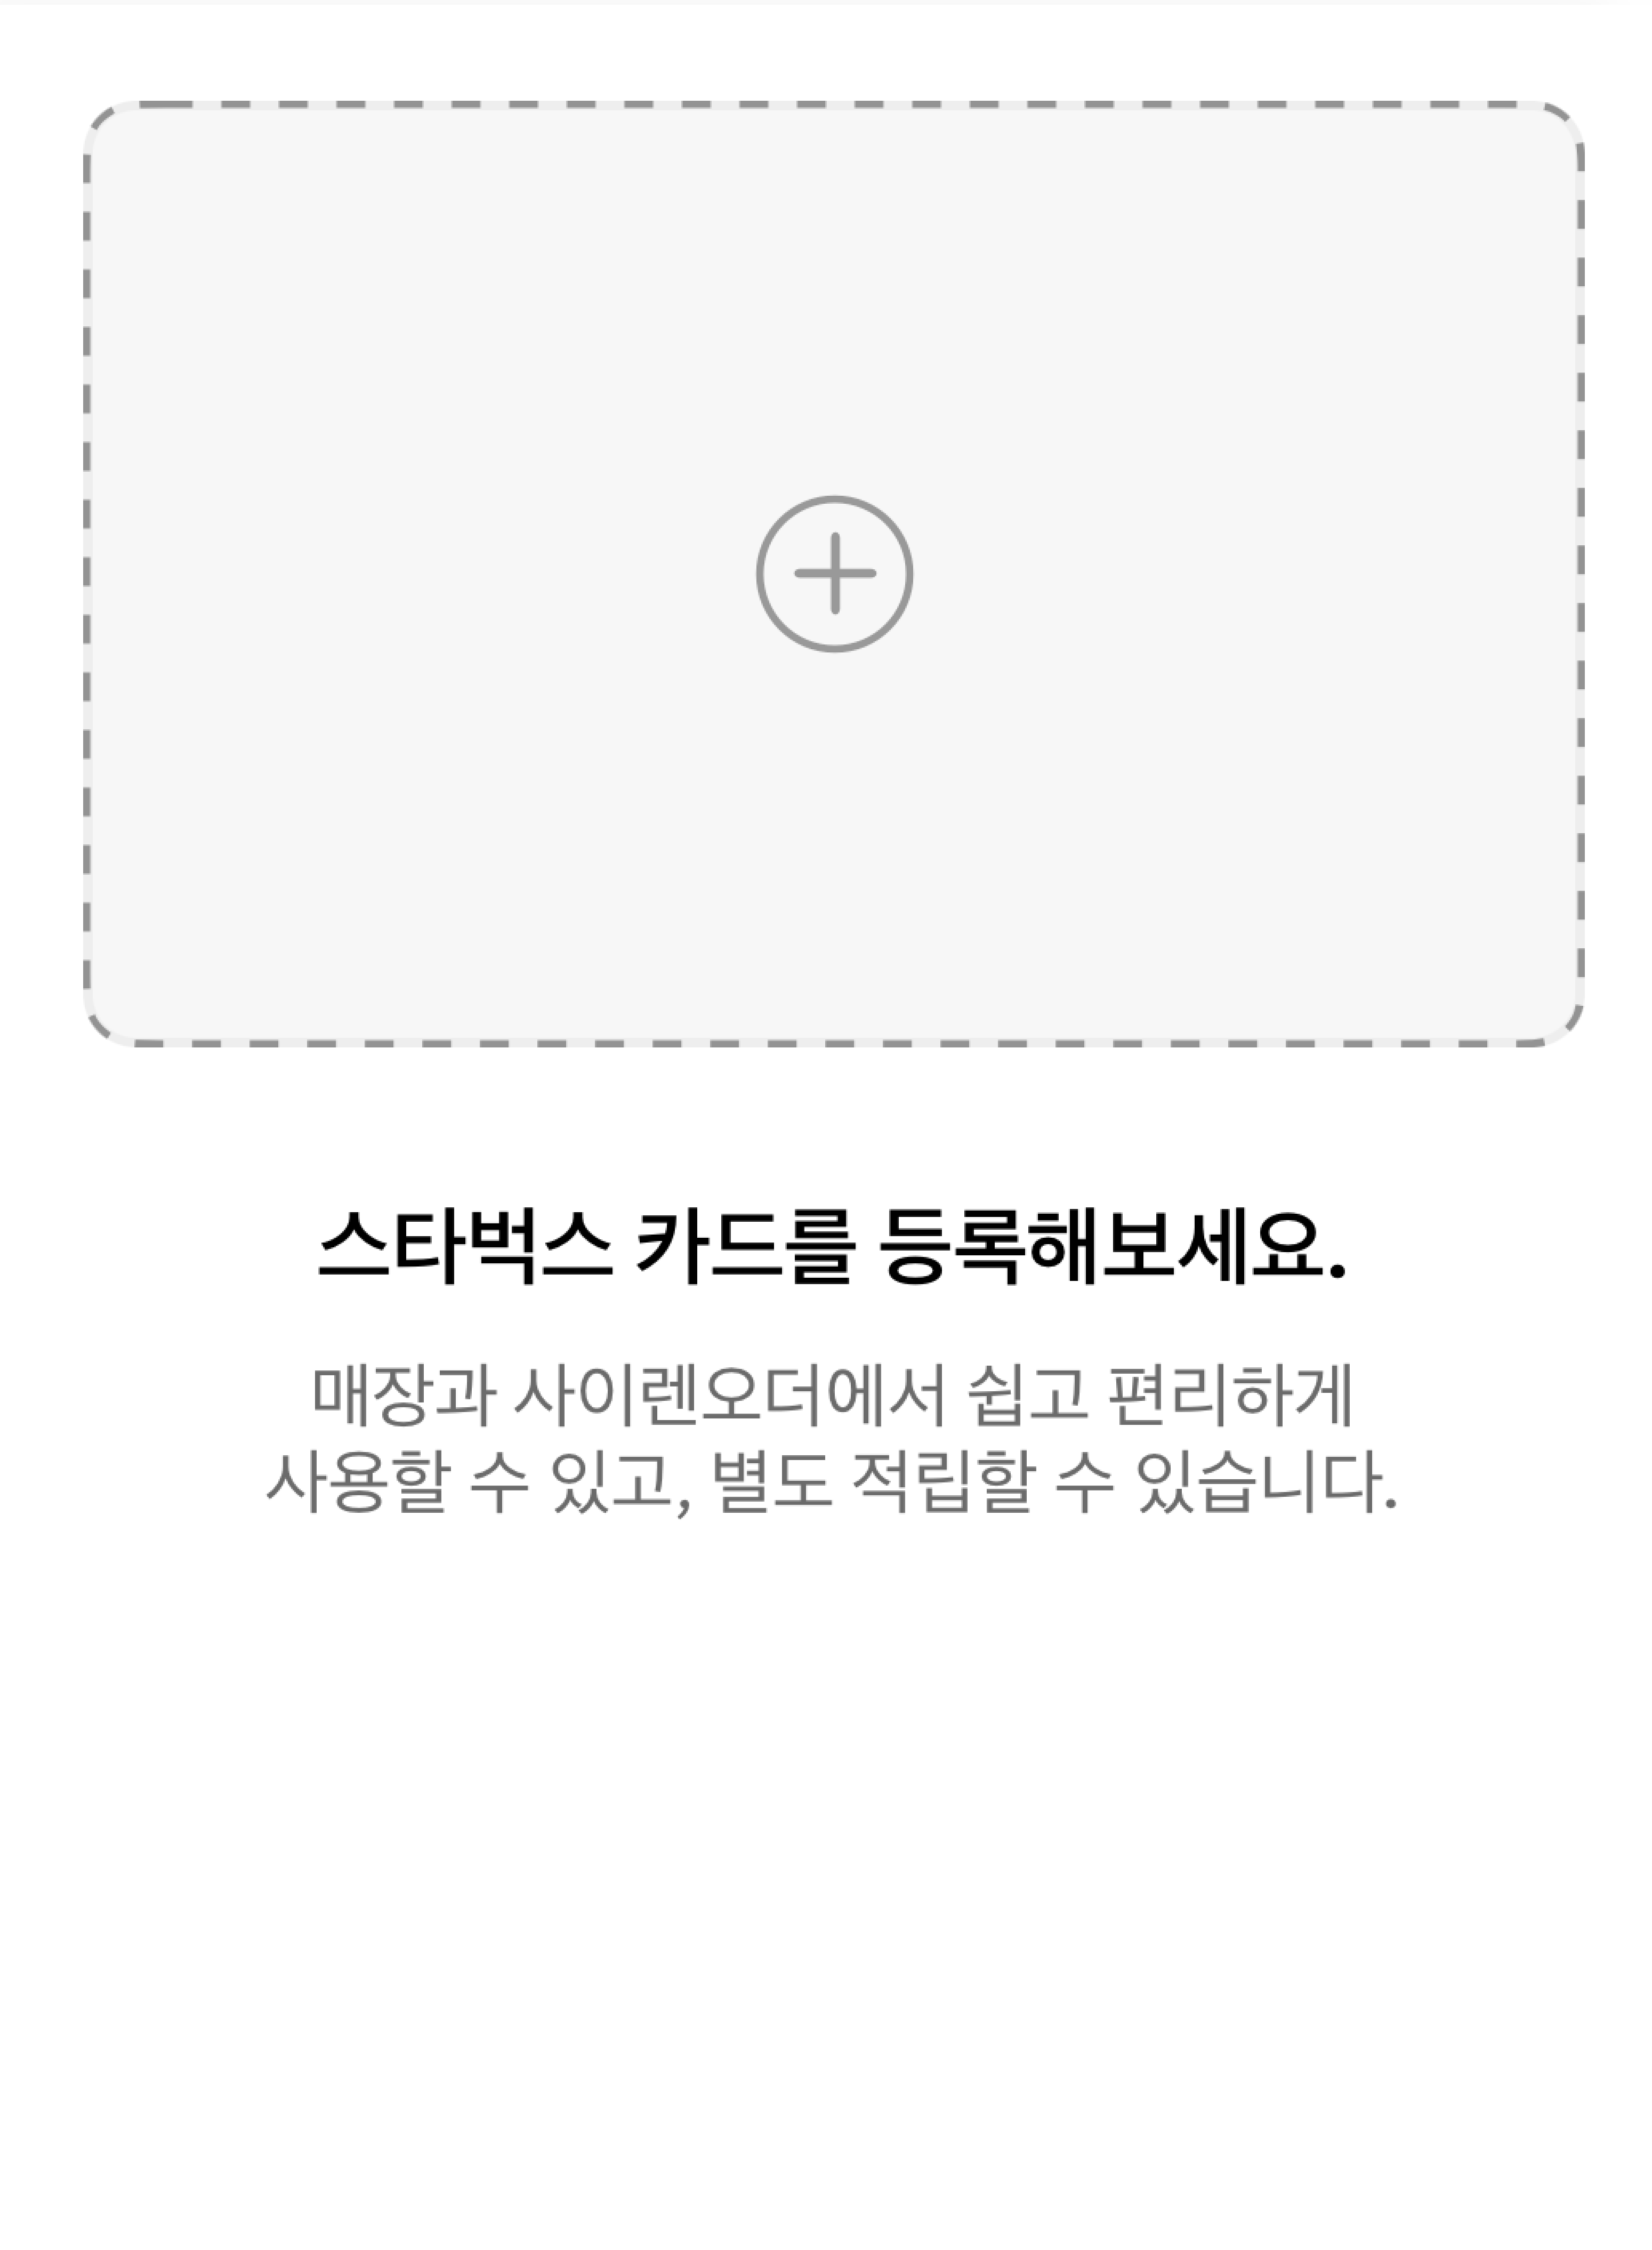 스타벅스 카드를 등록해보세요.
매장과 사이렌오더에서 쉽고 편리하게
사용할 수 있고, 별도 적립할 수 있습니다.